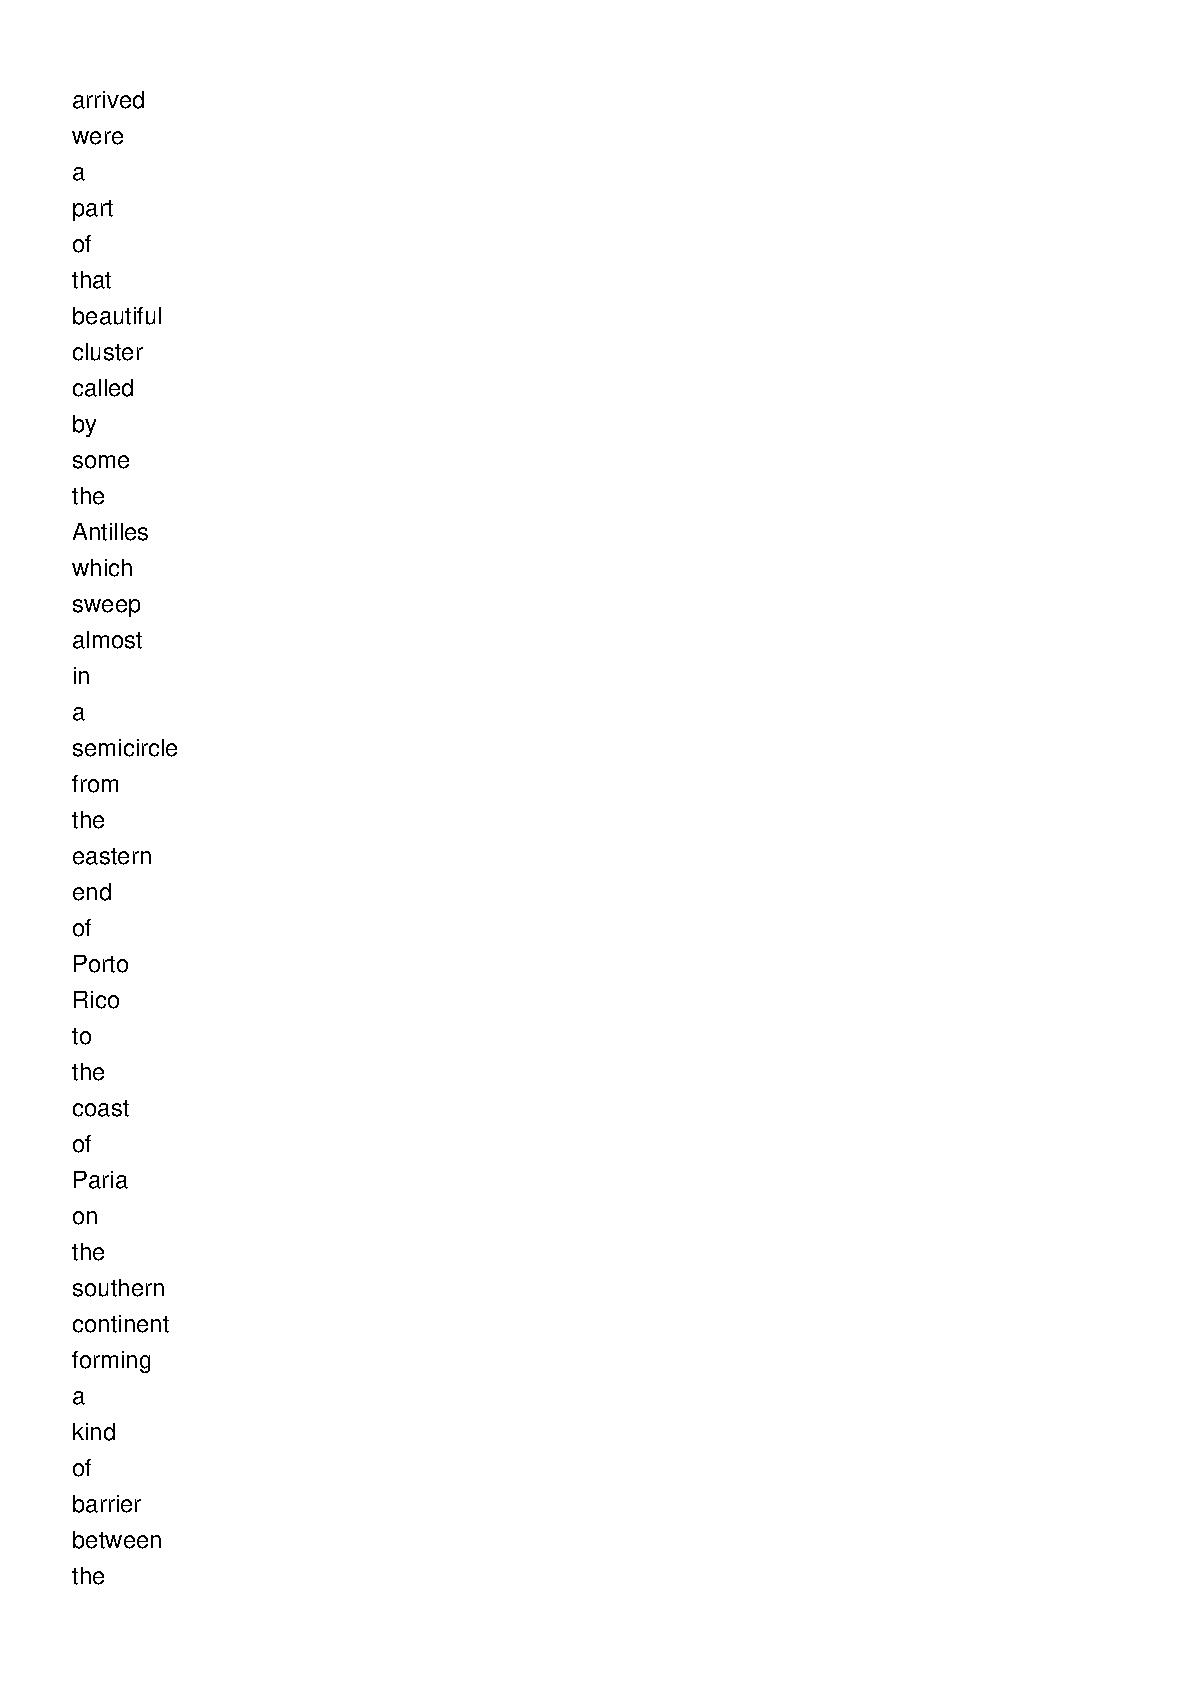 arrived
were
a
part
of
that
beautiful
cluster
called
by
some
the
Antilles
which
sweep
almost
in
a
semicircle
from
the
eastern
end
of
Porto
Rico
to
the
coast
of
Paria
on
the
southern
continent
forming
a
kind
of
barrier
between
the